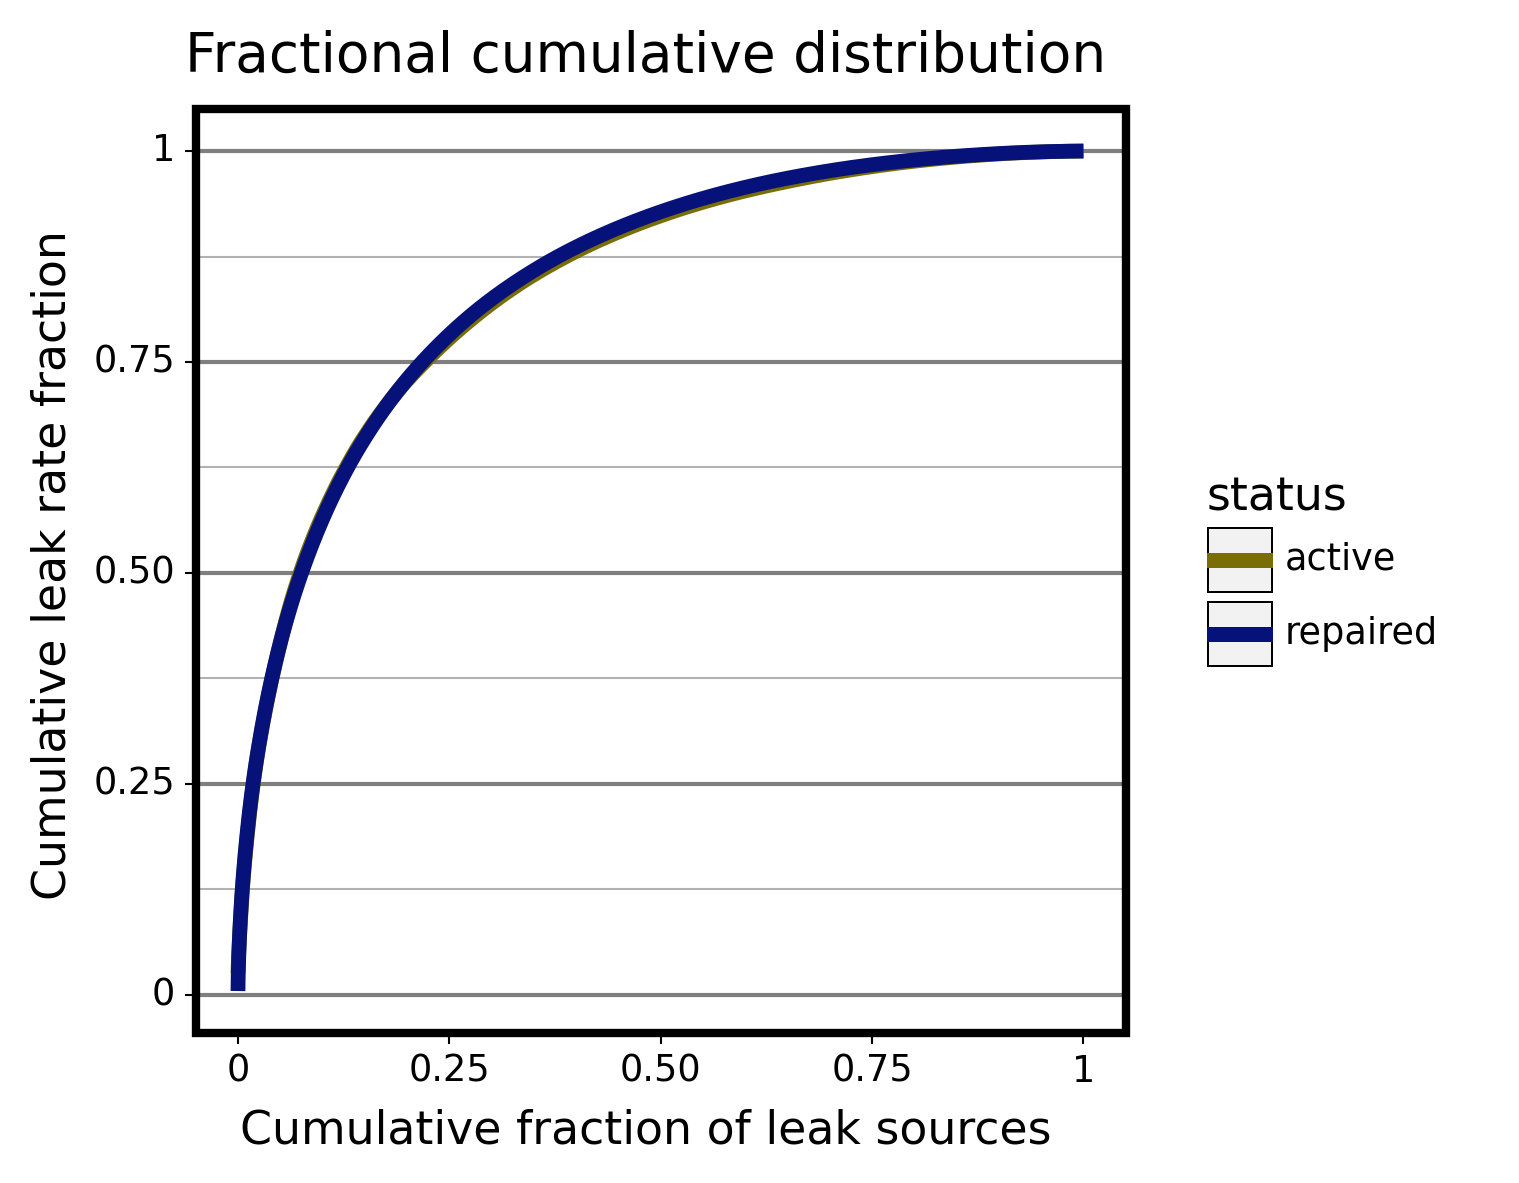 Fractional cumulative distribution
Cumulative leak rate fraction
1
0.75
0.50
0.25
0
0 0.25 0.50 0.75 1
Cumulative fraction of leak sources
status
active
repaired